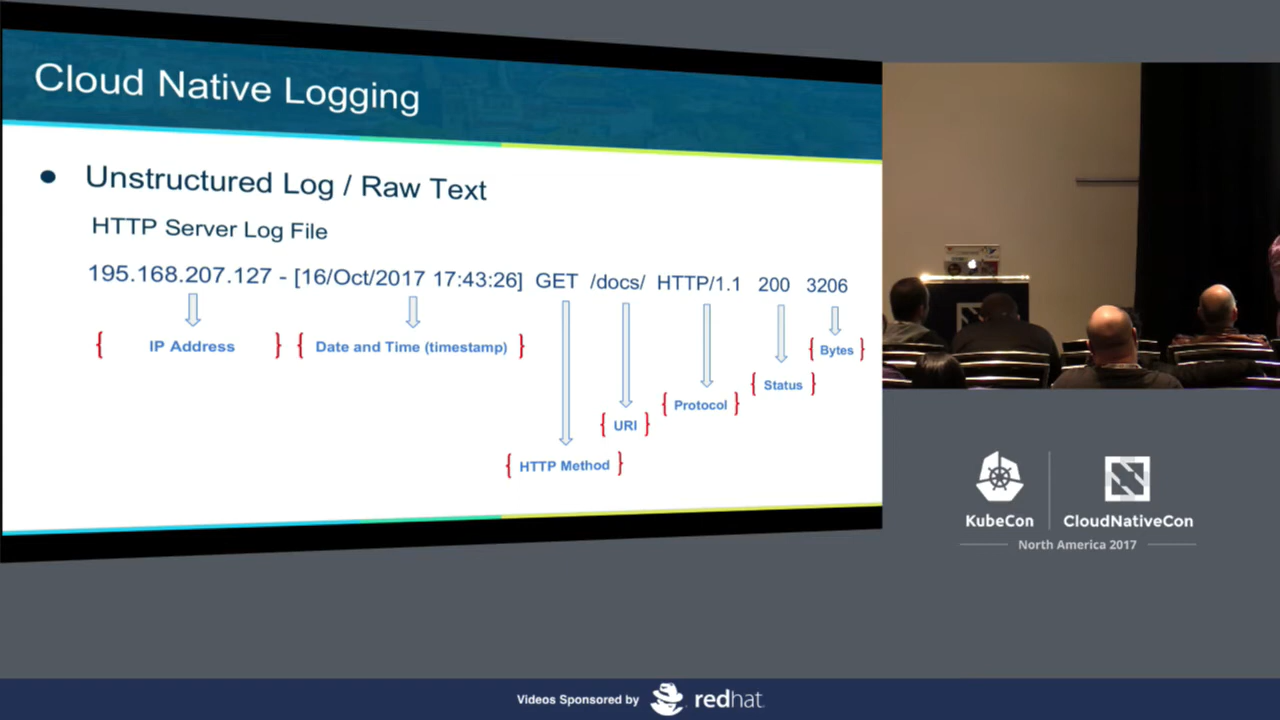 Cloud Native Logging
● Unstructured Log / Raw Text
HTTP Server Log File
195.168.207.127 - [16/Oct/2017 17:43:26] GET /docs/ HTTP/1.1 200 3206
{ IP Address } { Date and Time (timestamp) } { Bytes }
{ Status }
{ Protocol }
{ URI }
{ HTTP Method }
KubeCon
CloudNativeCon
North America 2017
Videos Sponsored by redhat